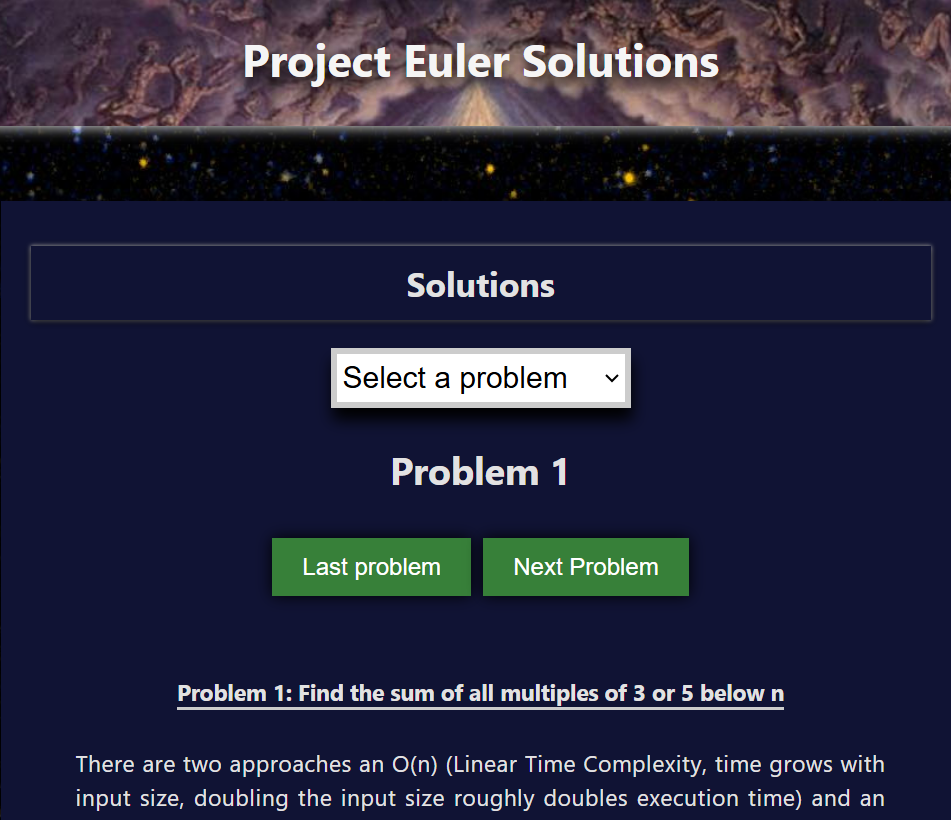 Project Euler Solutions
Solutions
Select a problem
Problem 1
Last problem
Next Problem
Problem 1: Find the sum of all multiples of 3 or 5 below n
There are two approaches an O(n) (Linear Time Complexity, time grows with
input size, doubling the input size roughly doubles execution time) and an